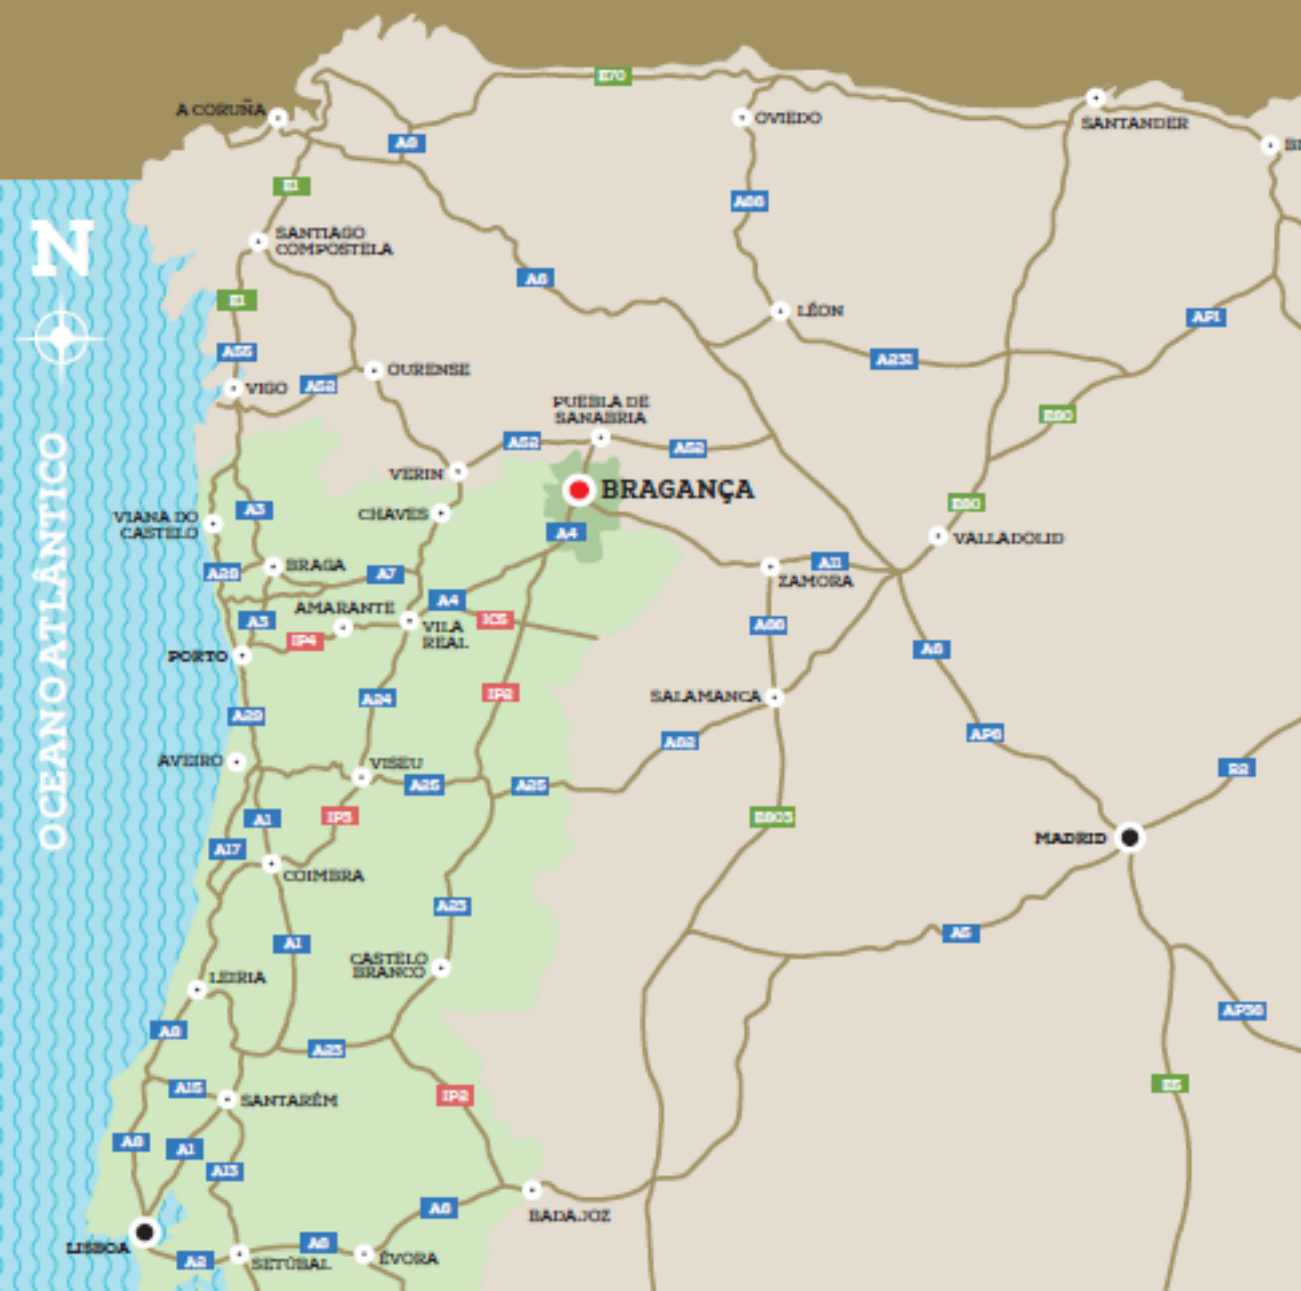 E70
A CORUÑA
OVIEDO
SANTANDER
A8
E1
A66
SANTIAGO
COMPOSTELA
N
A6
E1
LÉON
AP1
A55
A231
VIGO
A52
OURENSE
PUEBLA DE
SANABRIA
E80
A52
A52
VERIN
BRAGANÇA
E80
A3
CHAVES
VIANA DO
CASTELO
A4
VALLADOLID
BRAGA
A28
A7
A11
ZAMORA
AMARANTE
A4
A3
IP4
VILA
REAL
IC5
A66
PORTO
A6
A24
IP2
SALAMANCA
A29
A62
AP6
AVEIRO
VISEU
A25
A25
R2
A1
IP3
E803
MADRID
A17
COIMBRA
OCEANO ATLÂNTICO
A23
A1
A5
CASTELO
BRANCO
LEIRIA
AP36
A8
A23
A15
SANTARÉM
IP2
E5
A8
A1
A13
A6
BADAJOZ
LISBOA
A2
SETÚBAL
A6
ÉVORA